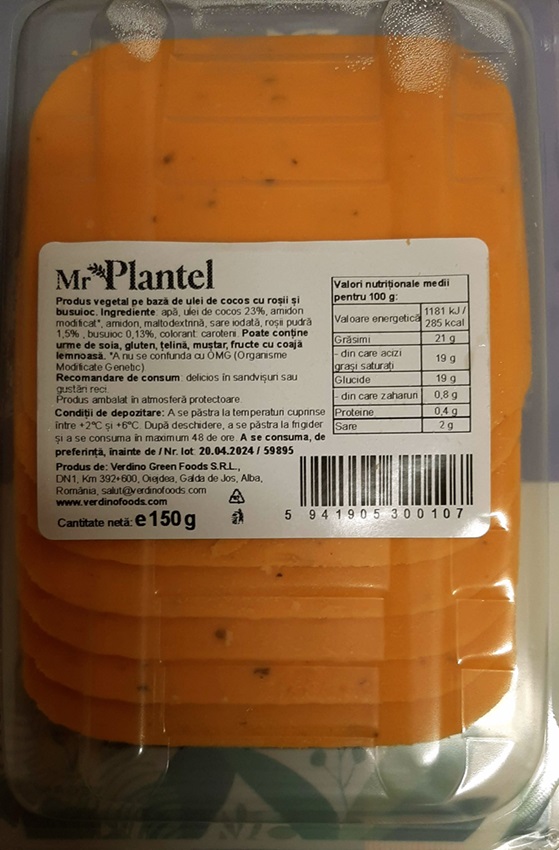 Mr Plantel
Produs vegetal pe bază de ulei de cocos cu roșii și
busuioc. Ingrediente: apă, ulei de cocos 23%, amidon
modificat*, amidon, maltodextrină, sare iodată, roșii pudră
1,5% , busuioc 0,13%, colorant: caroteni. Poate conține
urme de soia, gluten, țelină, muștar, fructe cu coajă
lemnoasă. *A nu se confunda cu OMG (Organisme
Modificate Genetic)
Recomandare de consum: delicios în sandvișuri sau
gustări reci.
Produs ambalat în atmosferă protectoare.
Condiții de depozitare: A se păstra la temperaturi cuprinse
între +2°C și +6°C. După deschidere, a se păstra la frigider
și a se consuma în maximum 48 de ore. A se consuma, de
preferință, înainte de / Nr. lot 20.04.2024 / 59895
Produs de: Verdino Green Foods S.R.L.,
DN1, Km 392+600, Oiejdea, Galda de Jos, Alba,
România, salut@verdinofoods.com
www.verdinofoods.com
Cantitate netă: e 150 g
Valori nutriționale medii
pentru 100 g:
Valoare energetică 1181 kJ /
285 kcal
Grăsimi 21 g
- din care acizi
grași saturați 19 g
Glucide 19 g
- din care zaharuri 0,8 g
Proteine 0,4 g
Sare 2 g
5 941905 300107